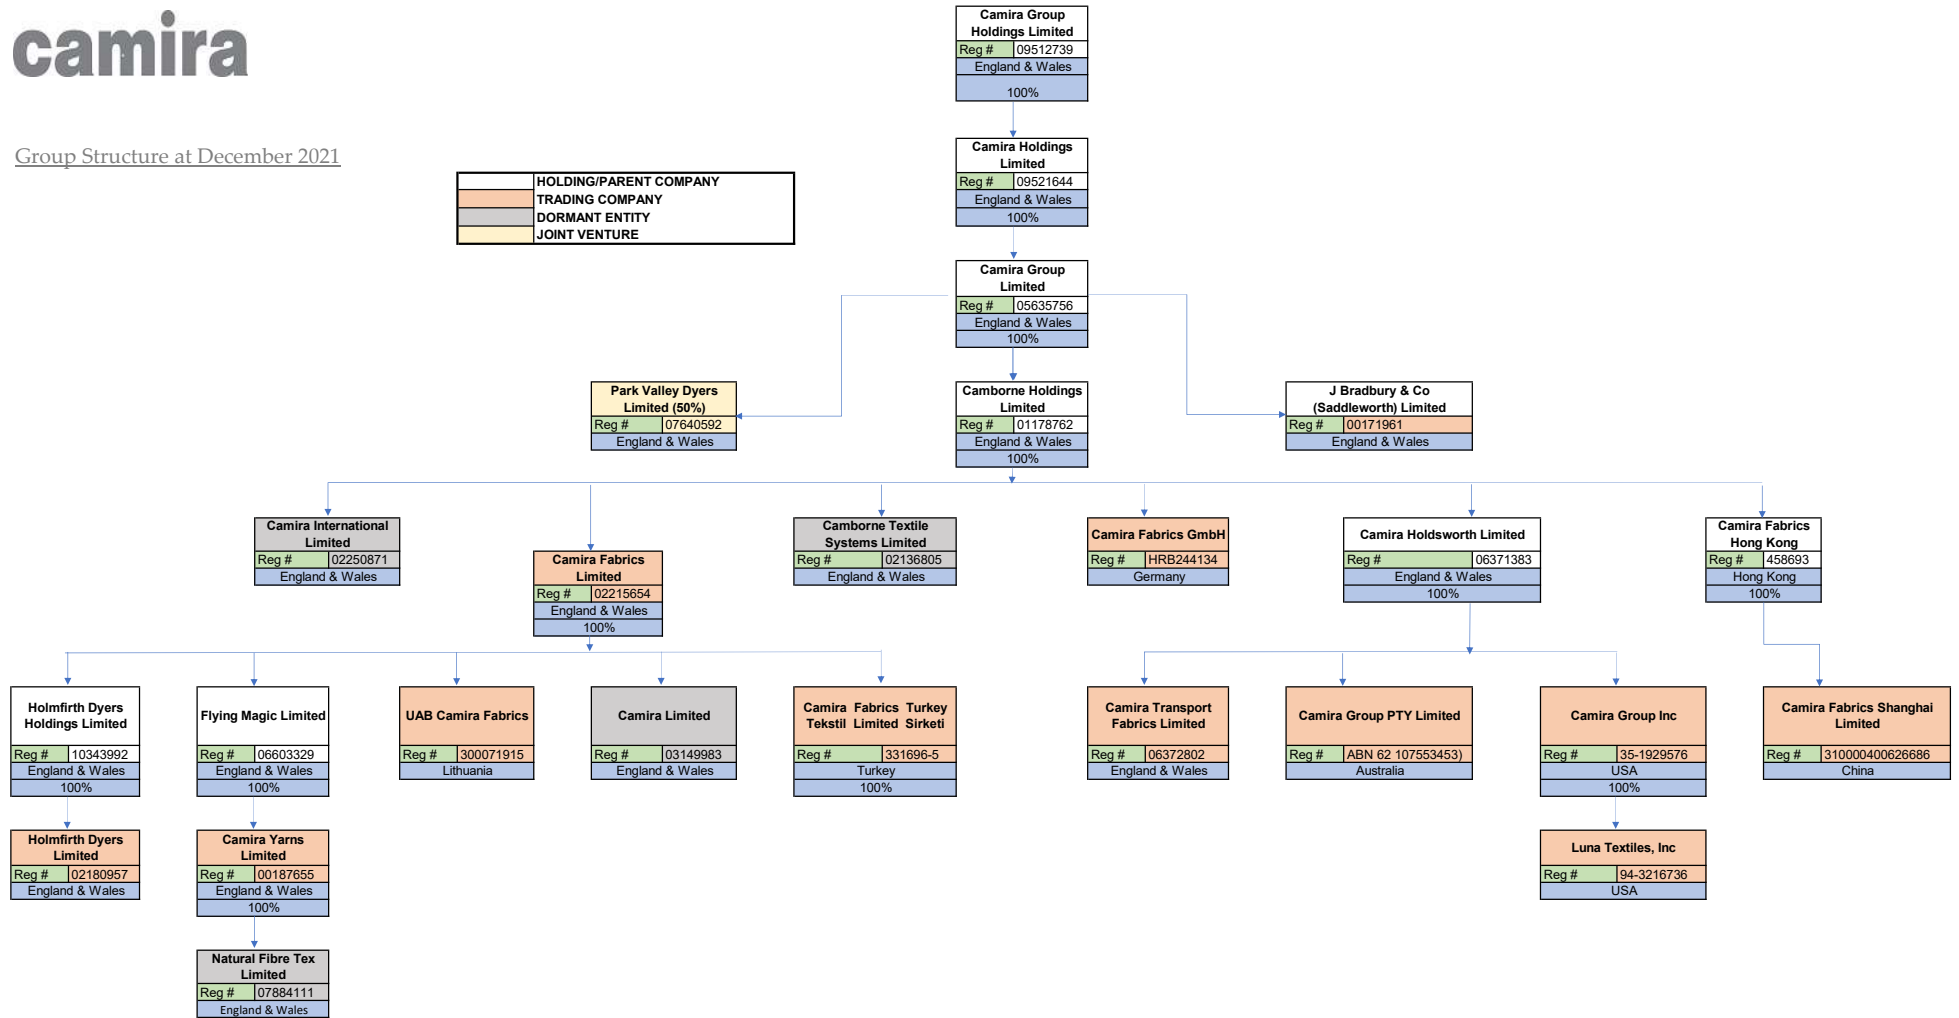 camira
Group Structure at December 2021
HOLDING/PARENT COMPANY
TRADING COMPANY
DORMANT ENTITY
JOINT VENTURE
Camira Group
Holdings Limited
Reg # 09512739
England & Wales
100%
Camira Holdings
Limited
Reg # 09521644
England & Wales
100%
Camira Group
Limited
Reg # 05635756
England & Wales
100%
Park Valley Dyers
Limited (50%)
Reg # 07640592
England & Wales
Camborne Holdings
Limited
Reg # 01178762
England & Wales
100%
J Bradbury & Co
(Saddleworth) Limited
Reg # 00171961
England & Wales
Camira International
Limited
Reg # 02250871
England & Wales
Camira Fabrics
Limited
Reg # 02215654
England & Wales
100%
Camborne Textile
Systems Limited
Reg # 02136805
England & Wales
Camira Fabrics GmbH
Reg # HRB244134
Germany
Camira Holdsworth Limited
Reg # 06371383
England & Wales
100%
Camira Fabrics
Hong Kong
Reg # 458693
Hong Kong
100%
Holmfirth Dyers
Holdings Limited
Reg # 10343992
England & Wales
100%
Flying Magic Limited
Reg # 06603329
England & Wales
100%
UAB Camira Fabrics
Reg # 300071915
Lithuania
Camira Limited
Reg # 03149983
England & Wales
Camira Fabrics Turkey
Tekstil Limited Sirketi
Reg # 331696-5
Turkey
100%
Camira Transport
Fabrics Limited
Reg # 06372802
England & Wales
Camira Group PTY Limited
Reg # ABN 62 107553453)
Australia
Camira Group Inc
Reg # 35-1929576
USA
100%
Camira Fabrics Shanghai
Limited
Reg # 310000400626686
China
Holmfirth Dyers
Limited
Reg # 02180957
England & Wales
Camira Yarns
Limited
Reg # 00187655
England & Wales
100%
Luna Textiles, Inc
Reg # 94-3216736
USA
Natural Fibre Tex
Limited
Reg # 07884111
England & Wales